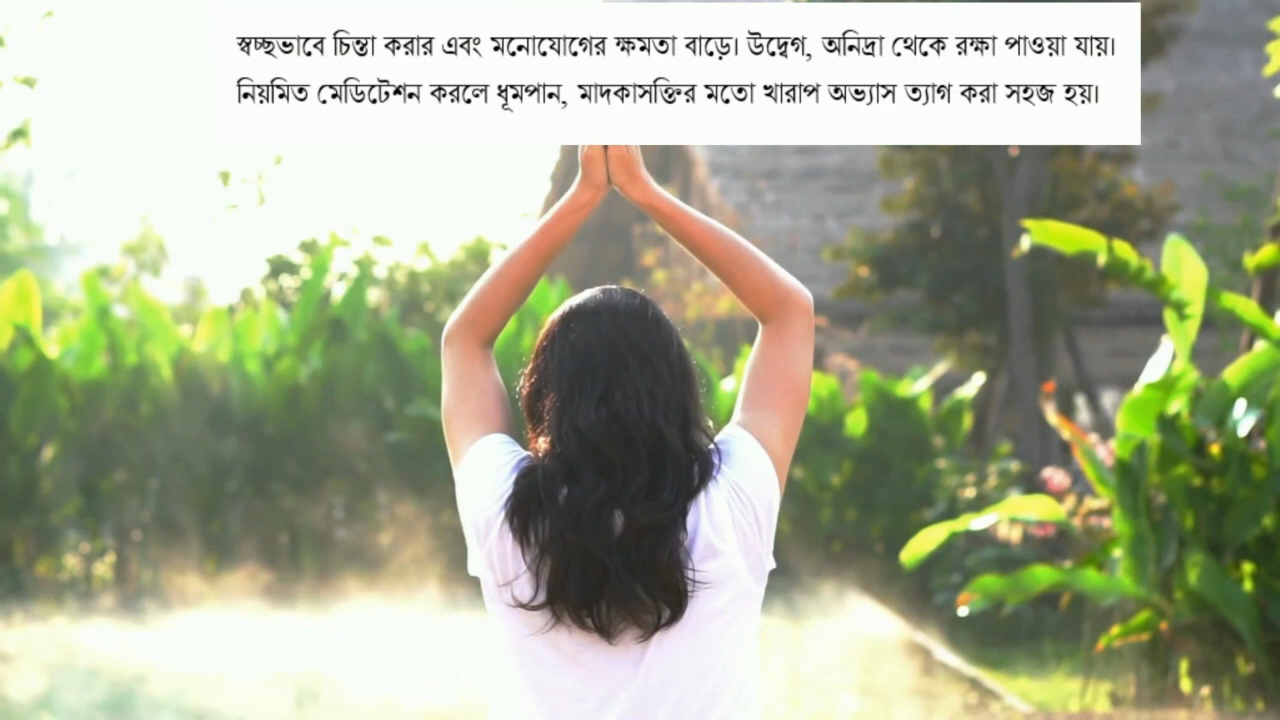 স্বচ্ছভাবে চিন্তা করার এবং মনোযোগের ক্ষমতা বাড়ে। উদ্বেগ, অনিদ্রা থেকে রক্ষা পাওয়া যায়।
নিয়মিত মেডিটেশন করলে ধূমপান, মাদকাসক্তির মতো খারাপ অভ্যাস ত্যাগ করা সহজ হয়।